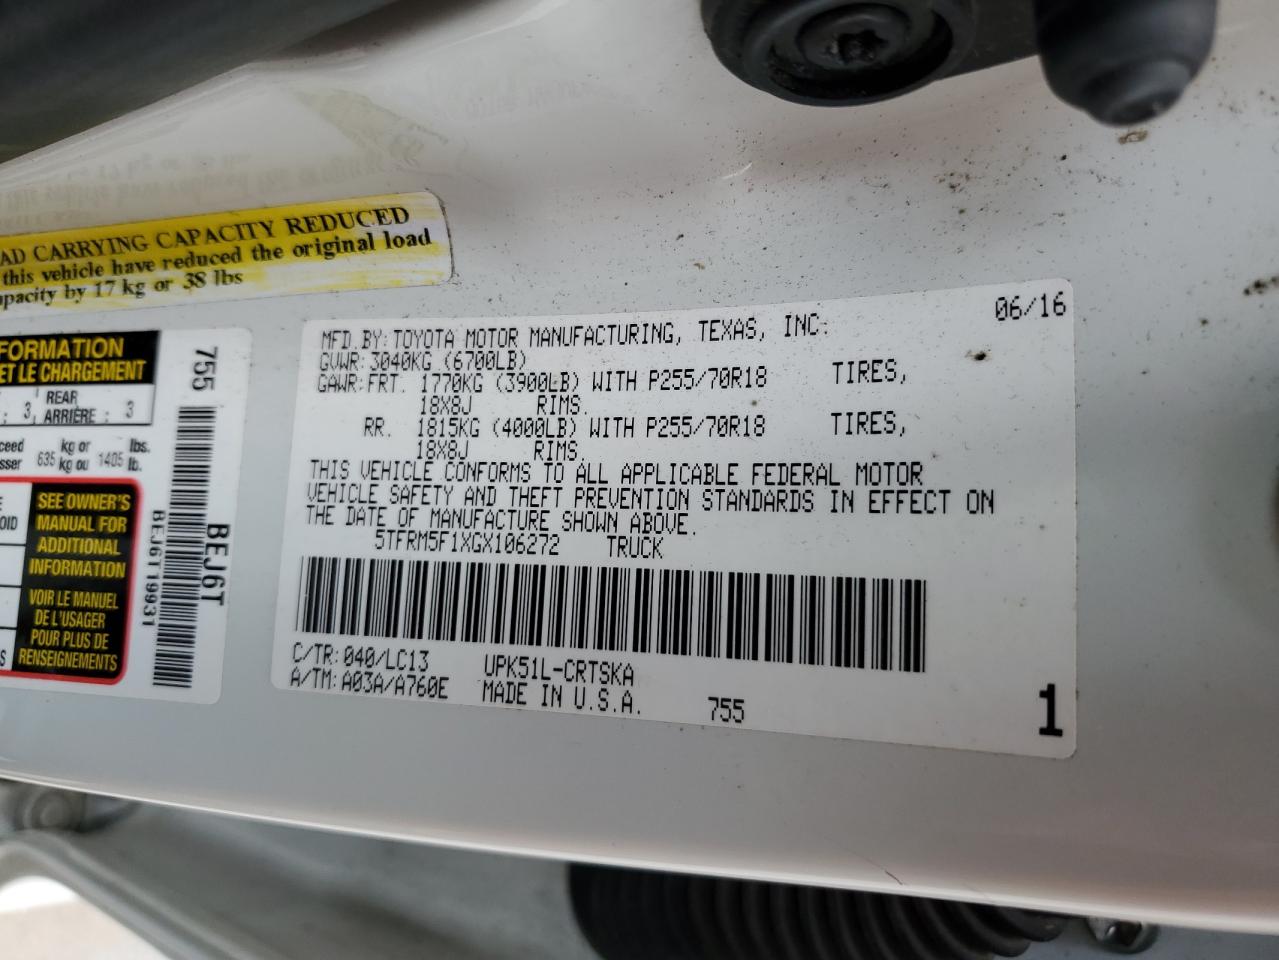 AD CARRYING CAPACITY REDUCED
this vehicle have reduced the original load
pacity by 17 kg or 38 lbs
FORMATION
ET LE CHARGEMENT
: 3, REAR
ARRIÈRE : 3
kg or lbs.
635 kg ou 1405 lb.
SEE OWNER'S
MANUAL FOR
ADDITIONAL
INFORMATION
VOIR LE MANUEL
DE L'USAGER
POUR PLUS DE
RENSEIGNEMENTS
755
BEJ6T
BEJ6T19931
06/16
MFD.BY:TOYOTA MOTOR MANUFACTURING, TEXAS, INC.
GVWR:3040KG (6700LB)
GAWR:FRT. 1770KG (3900LB) WITH P255/70R18 TIRES,
18X8J RIMS.
RR. 1815KG (4000LB) WITH P255/70R18 TIRES,
18X8J RIMS.
THIS VEHICLE CONFORMS TO ALL APPLICABLE FEDERAL MOTOR
VEHICLE SAFETY AND THEFT PREVENTION STANDARDS IN EFFECT ON
THE DATE OF MANUFACTURE SHOWN ABOVE.
5TFRM5F1XGX106272 TRUCK
C/TR:040/LC13 UPK51L-CRTSKA
A/TM:A03A/A760E MADE IN U.S.A. 755
1